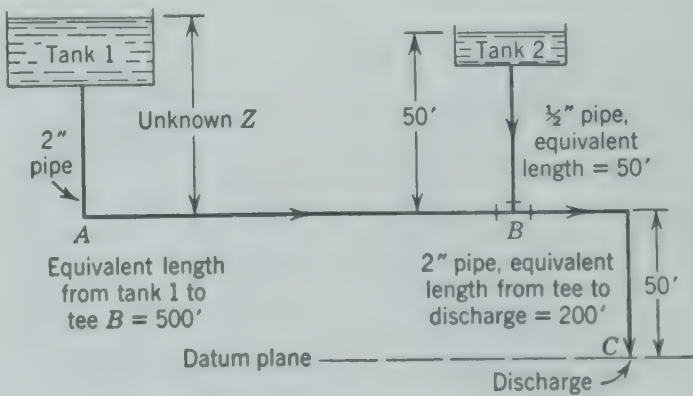 Tank 1
Tank 2
Unknown Z
50'
2"
pipe
½" pipe,
equivalent
length = 50'
A
B
Equivalent length
from tank 1 to
tee B = 500'
2" pipe, equivalent
length from tee to
discharge = 200'
50'
C
Datum plane
Discharge